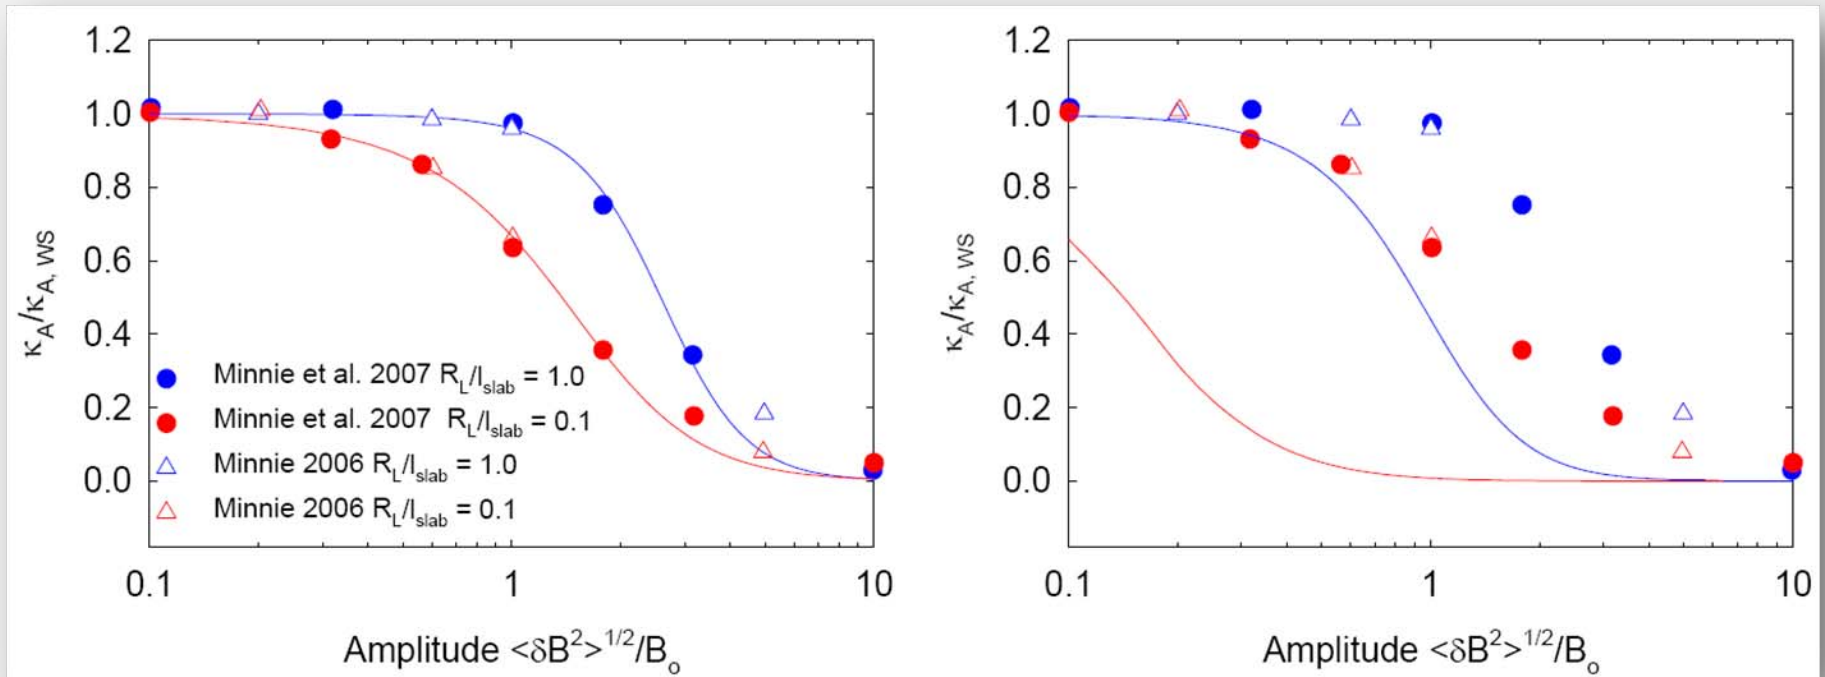 1.2
1.0
0.8
0.6
0.4
0.2
0.0
κA/κA, WS
Minnie et al. 2007 RL/lslab = 1.0
Minnie et al. 2007 RL/lslab = 0.1
Minnie 2006 RL/lslab = 1.0
Minnie 2006 RL/lslab = 0.1
0.1 1 10
Amplitude <δB²>^1/2/Bo
1.2
1.0
0.8
0.6
0.4
0.2
0.0
κA/κA, WS
0.1 1 10
Amplitude <δB²>^1/2/Bo